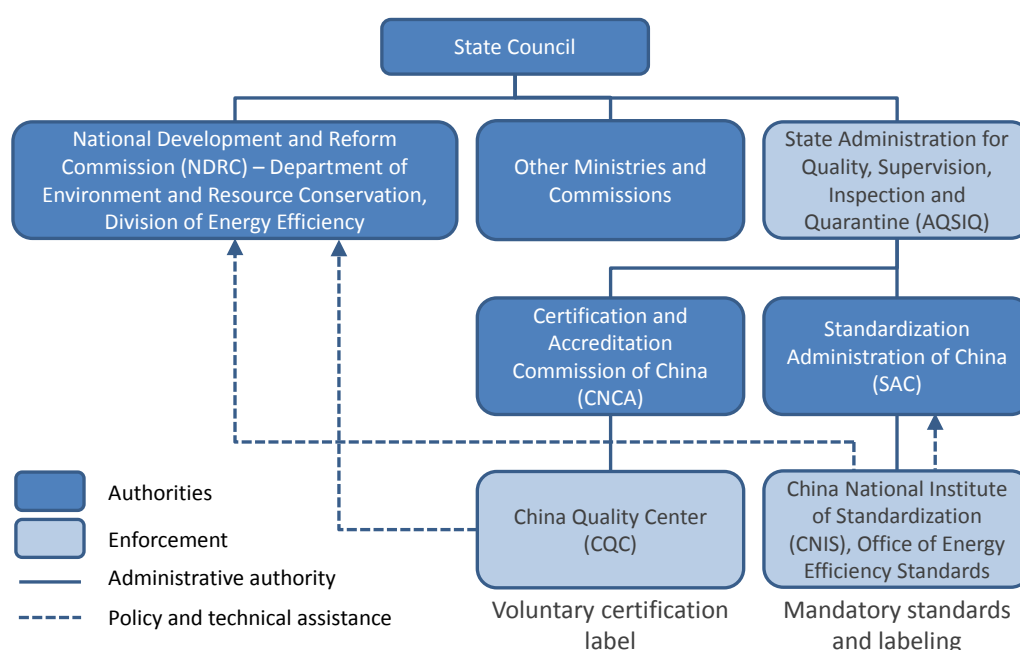 State Council
National Development and Reform
Commission (NDRC) – Department of
Environment and Resource Conservation,
Division of Energy Efficiency
Other Ministries and
Commissions
State Administration for
Quality, Supervision,
Inspection and
Quarantine (AQSIQ)
Certification and
Accreditation
Commission of China
(CNCA)
Standardization
Administration of China
(SAC)
Authorities
Enforcement
Administrative authority
Policy and technical assistance
China Quality Center
(CQC)
China National Institute
of Standardization
(CNIS), Office of Energy
Efficiency Standards
Voluntary certification
label
Mandatory standards
and labeling